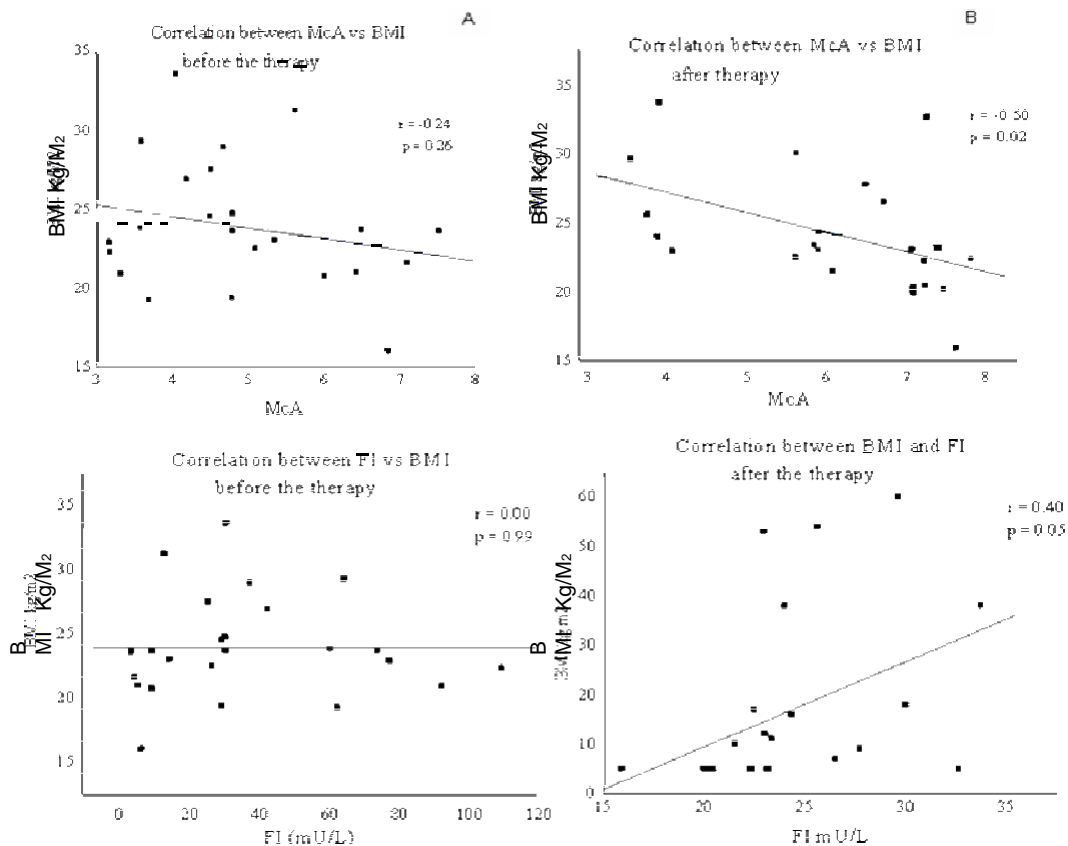 A
Correlation between McA vs BMI
before the therapy
r = -0.24
p = 0.26
BMI Kg/M2
35
30
25
20
15
3 4 5 6 7 8
McA
B
Correlation between McA vs BMI
after therapy
r = -0.50
p = 0.02
BMI Kg/M2
35
30
25
20
15
3 4 5 6 7 8
McA
Correlation between FI vs BMI
before the therapy
r = 0.00
p = 0.99
BMI Kg/M2
BMI kg/m2
35
30
25
20
15
0 20 40 60 80 100 120
FI (mU/L)
Correlation between BMI and FI
after the therapy
r = 0.40
p = 0.05
BMI Kg/M2
60
50
40
30
20
10
0
15 20 25 30 35
FI mU/L